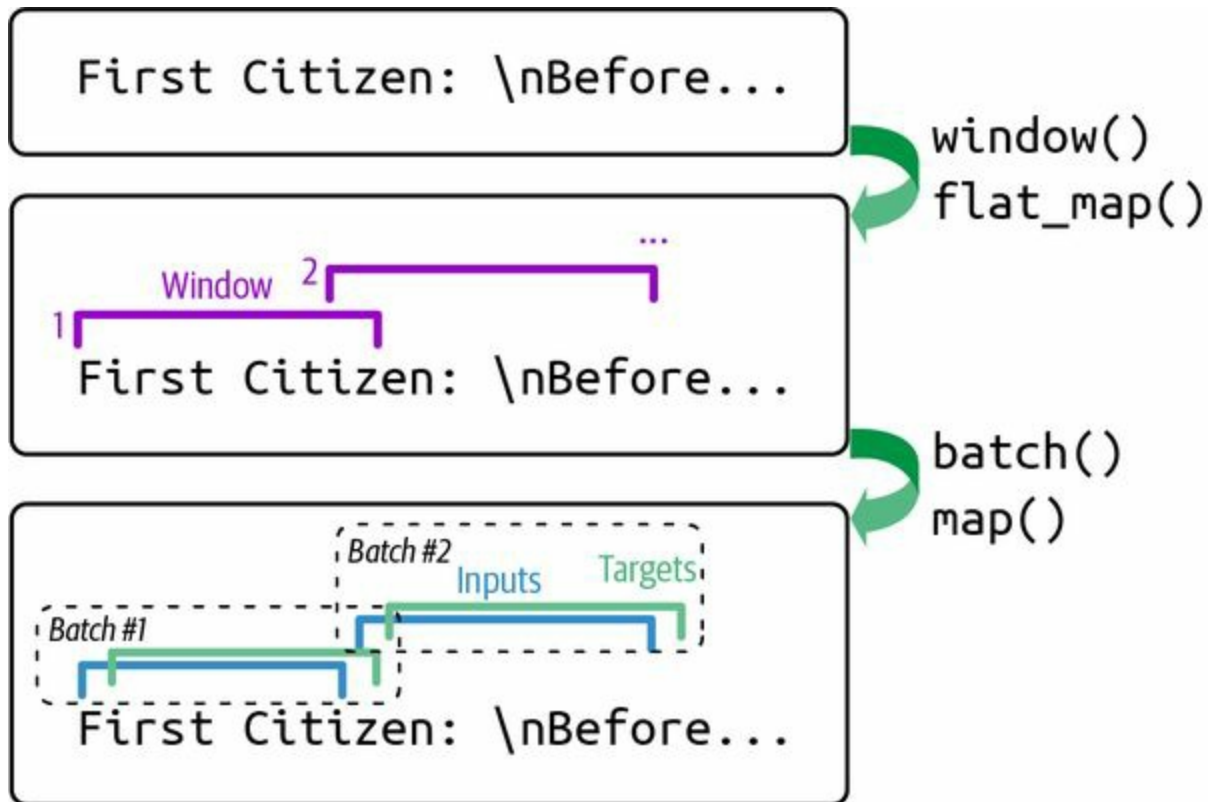 First Citizen: \nBefore...
window()
flat_map()
...
Window 2
1
First Citizen: \nBefore...
batch()
map()
Batch #2
Inputs Targets
Batch #1
First Citizen: \nBefore...